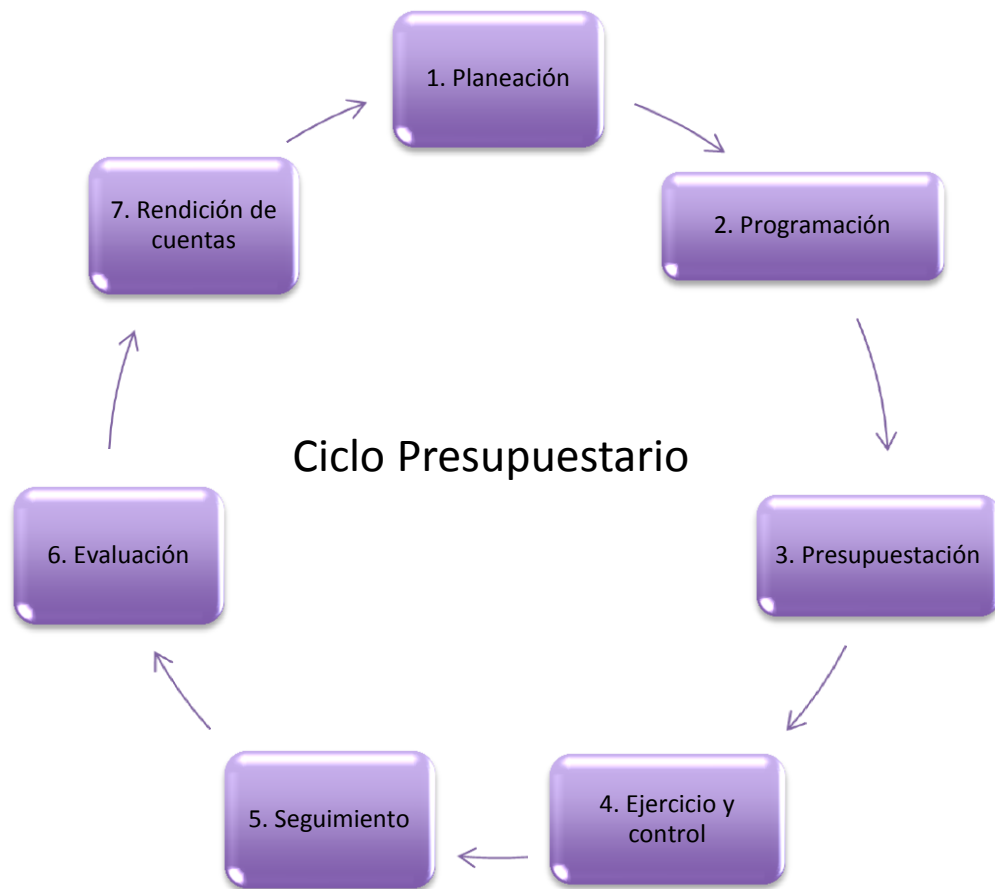 1. Planeación
2. Programación
3. Presupuestación
4. Ejercicio y
control
5. Seguimiento
6. Evaluación
7. Rendición de
cuentas
Ciclo Presupuestario